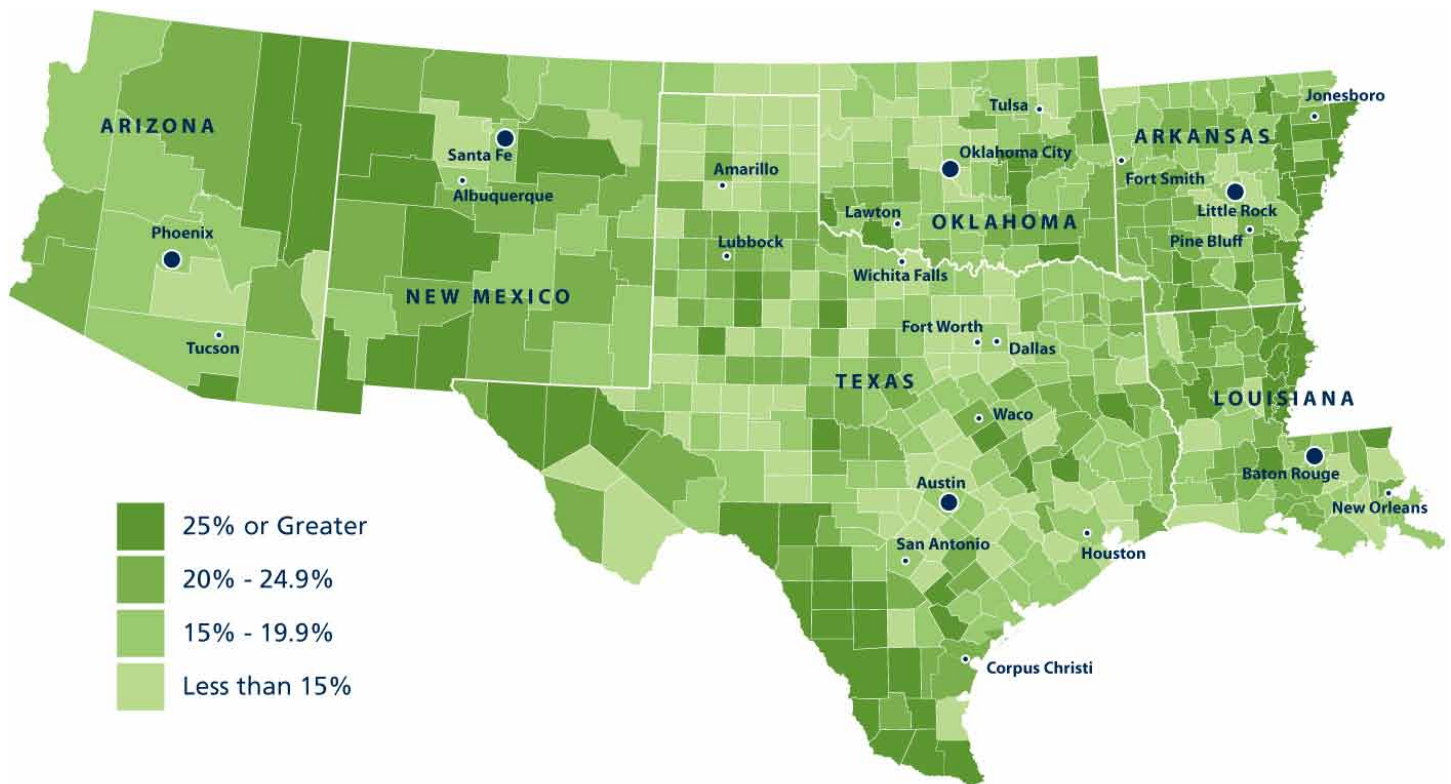 Jonesboro
Tulsa
ARIZONA
ARKANSAS
Santa Fe
Oklahoma City
Amarillo
Fort Smith
Albuquerque
Little Rock
Lawton
OKLAHOMA
Phoenix
Pine Bluff
Lubbock
Wichita Falls
NEW MEXICO
Fort Worth
Tucson
Dallas
TEXAS
LOUISIANA
Waco
Baton Rouge
Austin
New Orleans
25% or Greater
San Antonio
Houston
20% - 24.9%
15% - 19.9%
Corpus Christi
Less than 15%